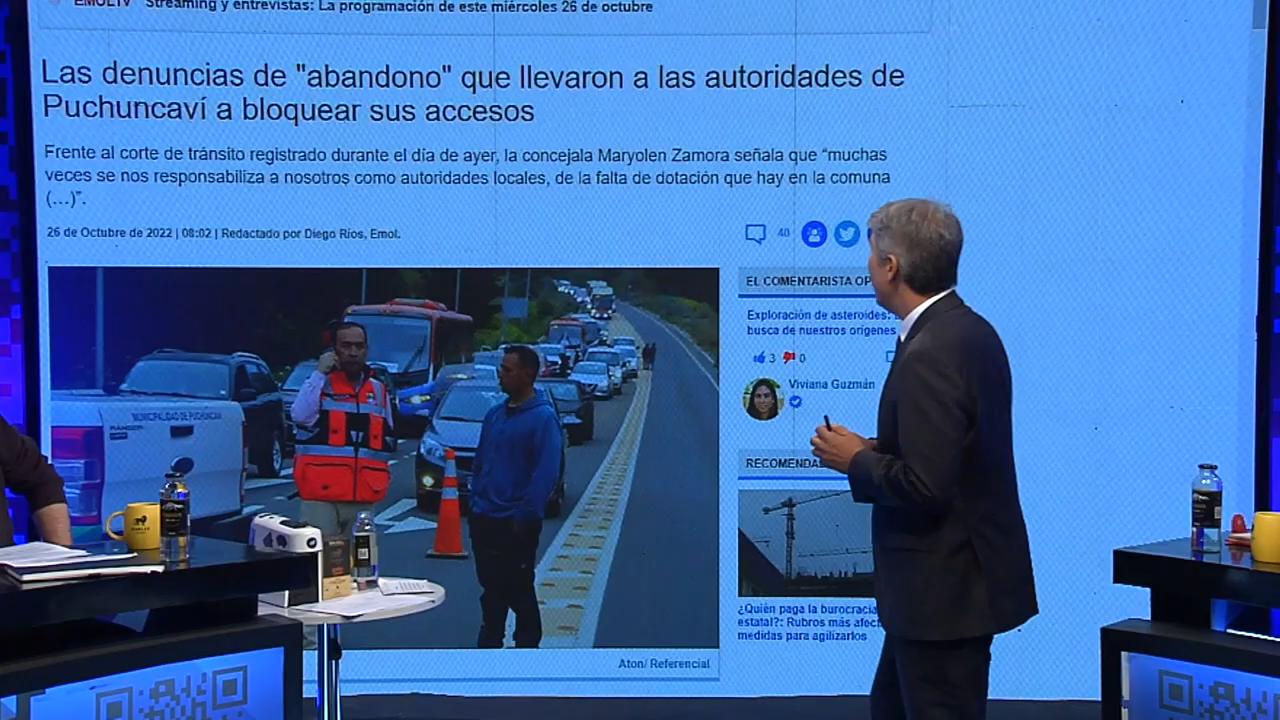 EMOLTV Streaming y entrevistas: La programación de este miércoles 26 de octubre
Las denuncias de "abandono" que llevaron a las autoridades de
Puchuncaví a bloquear sus accesos
Frente al corte de tránsito registrado durante el día de ayer, la concejala Maryolen Zamora señala que “muchas
veces se nos responsabiliza a nosotros como autoridades locales, de la falta de dotación que hay en la comuna
(...)”.
26 de Octubre de 2022 | 08:02 | Redactado por Diego Ríos, Emol.
40
EL COMENTARISTA OP
Exploración de asteroides:
busca de nuestros orígenes
3 0
Viviana Guzmán
MUNICIPALIDAD DE PUCHUNCAVI
RANGER
RECOMENDA
¿Quién paga la burocracia
estatal?: Rubros más afect
medidas para agilizarlos
Aton/ Referencial